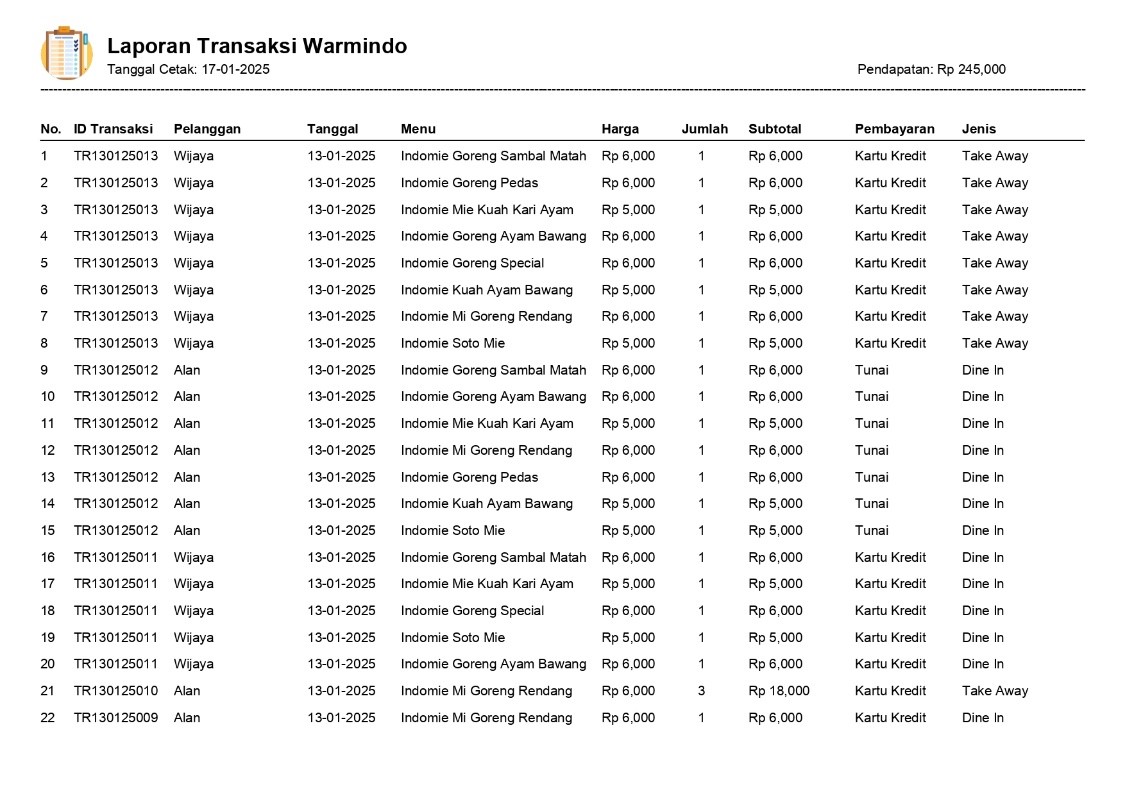 Laporan Transaksi Warmindo
Tanggal Cetak: 17-01-2025 Pendapatan: Rp 245,000
No. ID Transaksi Pelanggan Tanggal Menu Harga Jumlah Subtotal Pembayaran Jenis
1 TR130125013 Wijaya 13-01-2025 Indomie Goreng Sambal Matah Rp 6,000 1 Rp 6,000 Kartu Kredit Take Away
2 TR130125013 Wijaya 13-01-2025 Indomie Goreng Pedas Rp 6,000 1 Rp 6,000 Kartu Kredit Take Away
3 TR130125013 Wijaya 13-01-2025 Indomie Mie Kuah Kari Ayam Rp 5,000 1 Rp 5,000 Kartu Kredit Take Away
4 TR130125013 Wijaya 13-01-2025 Indomie Goreng Ayam Bawang Rp 6,000 1 Rp 6,000 Kartu Kredit Take Away
5 TR130125013 Wijaya 13-01-2025 Indomie Goreng Special Rp 6,000 1 Rp 6,000 Kartu Kredit Take Away
6 TR130125013 Wijaya 13-01-2025 Indomie Kuah Ayam Bawang Rp 5,000 1 Rp 5,000 Kartu Kredit Take Away
7 TR130125013 Wijaya 13-01-2025 Indomie Mi Goreng Rendang Rp 6,000 1 Rp 6,000 Kartu Kredit Take Away
8 TR130125013 Wijaya 13-01-2025 Indomie Soto Mie Rp 5,000 1 Rp 5,000 Kartu Kredit Take Away
9 TR130125012 Alan 13-01-2025 Indomie Goreng Sambal Matah Rp 6,000 1 Rp 6,000 Tunai Dine In
10 TR130125012 Alan 13-01-2025 Indomie Goreng Ayam Bawang Rp 6,000 1 Rp 6,000 Tunai Dine In
11 TR130125012 Alan 13-01-2025 Indomie Mie Kuah Kari Ayam Rp 5,000 1 Rp 5,000 Tunai Dine In
12 TR130125012 Alan 13-01-2025 Indomie Mi Goreng Rendang Rp 6,000 1 Rp 6,000 Tunai Dine In
13 TR130125012 Alan 13-01-2025 Indomie Goreng Pedas Rp 6,000 1 Rp 6,000 Tunai Dine In
14 TR130125012 Alan 13-01-2025 Indomie Kuah Ayam Bawang Rp 5,000 1 Rp 5,000 Tunai Dine In
15 TR130125012 Alan 13-01-2025 Indomie Soto Mie Rp 5,000 1 Rp 5,000 Tunai Dine In
16 TR130125011 Wijaya 13-01-2025 Indomie Goreng Sambal Matah Rp 6,000 1 Rp 6,000 Kartu Kredit Dine In
17 TR130125011 Wijaya 13-01-2025 Indomie Mie Kuah Kari Ayam Rp 5,000 1 Rp 5,000 Kartu Kredit Dine In
18 TR130125011 Wijaya 13-01-2025 Indomie Goreng Special Rp 6,000 1 Rp 6,000 Kartu Kredit Dine In
19 TR130125011 Wijaya 13-01-2025 Indomie Soto Mie Rp 5,000 1 Rp 5,000 Kartu Kredit Dine In
20 TR130125011 Wijaya 13-01-2025 Indomie Goreng Ayam Bawang Rp 6,000 1 Rp 6,000 Kartu Kredit Dine In
21 TR130125010 Alan 13-01-2025 Indomie Mi Goreng Rendang Rp 6,000 3 Rp 18,000 Kartu Kredit Take Away
22 TR130125009 Alan 13-01-2025 Indomie Mi Goreng Rendang Rp 6,000 1 Rp 6,000 Kartu Kredit Dine In